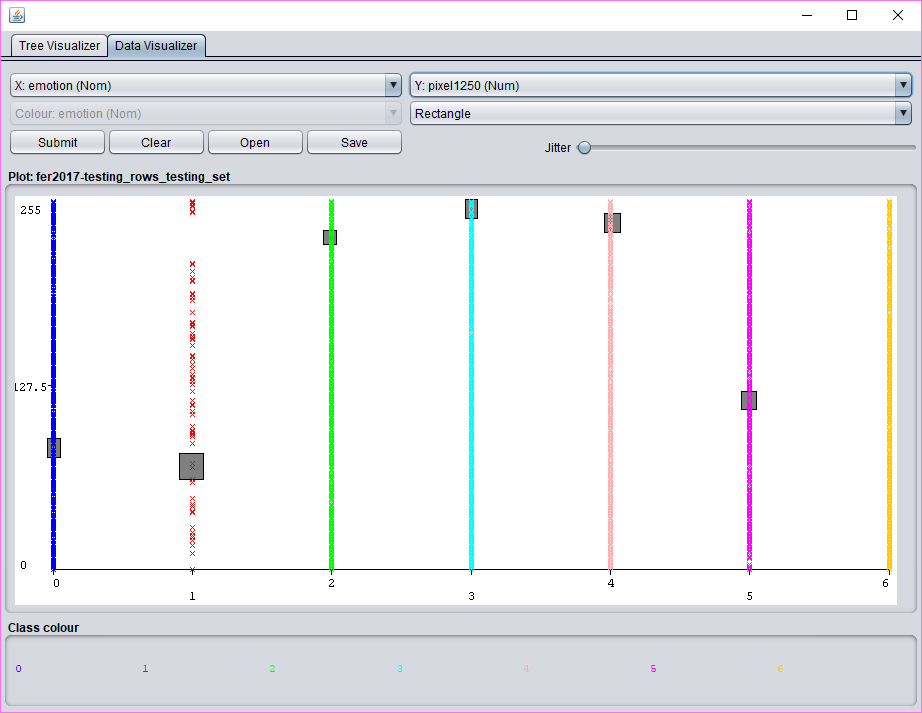 Tree Visualizer Data Visualizer
X: emotion (Nom) Y: pixel1250 (Num)
Colour: emotion (Nom) Rectangle
Submit Clear Open Save Jitter
Plot: fer2017-testing_rows_testing_set
255
127.5
0
0 2 4 6
1 3 5
Class colour
0 1 2 3 4 5 6